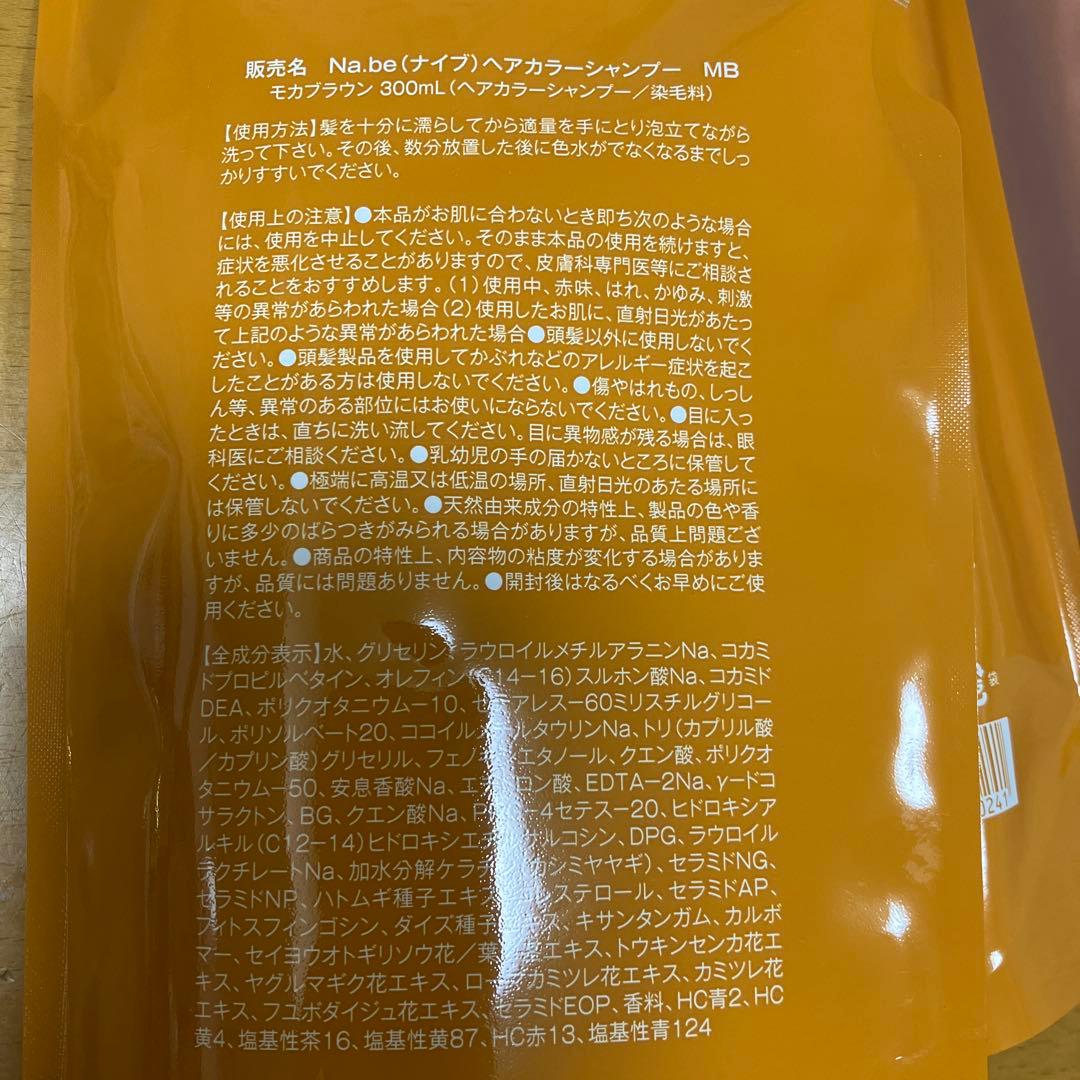 販売名 Na.be(ナイブ)ヘアカラーシャンプー MB
モカブラウン 300mL(ヘアカラーシャンプー/染毛料)
【使用方法】髪を十分に濡らしてから適量を手にとり泡立てながら
洗って下さい。その後、数分放置した後に色水がでなくなるまでしっ
かりすすいでください。
【使用上の注意】●本品がお肌に合わないとき即ち次のような場合
には、使用を中止してください。そのまま本品の使用を続けますと、
症状を悪化させることがありますので、皮膚科専門医等にご相談さ
れることをおすすめします。(1)使用中、赤味、はれ、かゆみ、刺激
等の異常があらわれた場合(2)使用したお肌に、直射日光があたっ
て上記のような異常があらわれた場合●頭髪以外に使用しないでく
ださい。●頭髪製品を使用してかぶれなどのアレルギー症状を起こ
したことがある方は使用しないでください。●傷やはれもの、しっし
ん等、異常のある部位にはお使いにならないでください。●目に入っ
たときは、直ちに洗い流してください。目に異物感が残る場合は、眼
科医にご相談ください。●乳幼児の手の届かないところに保管して
ください。●極端に高温又は低温の場所、直射日光のあたる場所に
は保管しないでください。●天然由来成分の特性上、製品の色や香
りに多少のばらつきがみられる場合がありますが、品質上問題ござ
いません。●商品の特性上、内容物の粘度が変化する場合がありま
すが、品質には問題ありません。●開封後はなるべくお早めにご使
用ください。
【全成分表示】水、グリセリン、ラウロイルメチルアラニンNa、コカミ
ドプロピルベタイン、オレフィン(C14-16)スルホン酸Na、コカミド
DEA、ポリクオタニウム-10、セテアレス-60ミリスチルグリコー
ル、ポリソルベート20、ココイル ルタウリンNa、トリ(カプリル酸
/カプリン酸)グリセリル、フェノ エタノール、クエン酸、ポリクオ
タニウム-50、安息香酸Na、エ ロン酸、EDTA-2Na、γ-ドコ
サラクトン、BG、クエン酸Na、P -4セテス-20、ヒドロキシア
ルキル(C12-14)ヒドロキシエ ルコシン、DPG、ラウロイル
ラクチレートNa、加水分解ケラチ カシミヤヤギ)、セラミドNG、
セラミドNP、ハトムギ種子エキス レステロール、セラミドAP、
フィトスフィンゴシン、ダイズ種子 ス、キサンタンガム、カルボ
マー、セイヨウオトギリソウ花/葉 エキス、トウキンセンカ花エ
キス、ヤグルマギク花エキス、ロー カミツレ花エキス、カミツレ花
エキス、フユボダイジュ花エキス、セラミドEOP、香料、HC青2、HC
黄4、塩基性茶16、塩基性黄87、HC赤13、塩基性青124
袋
0241